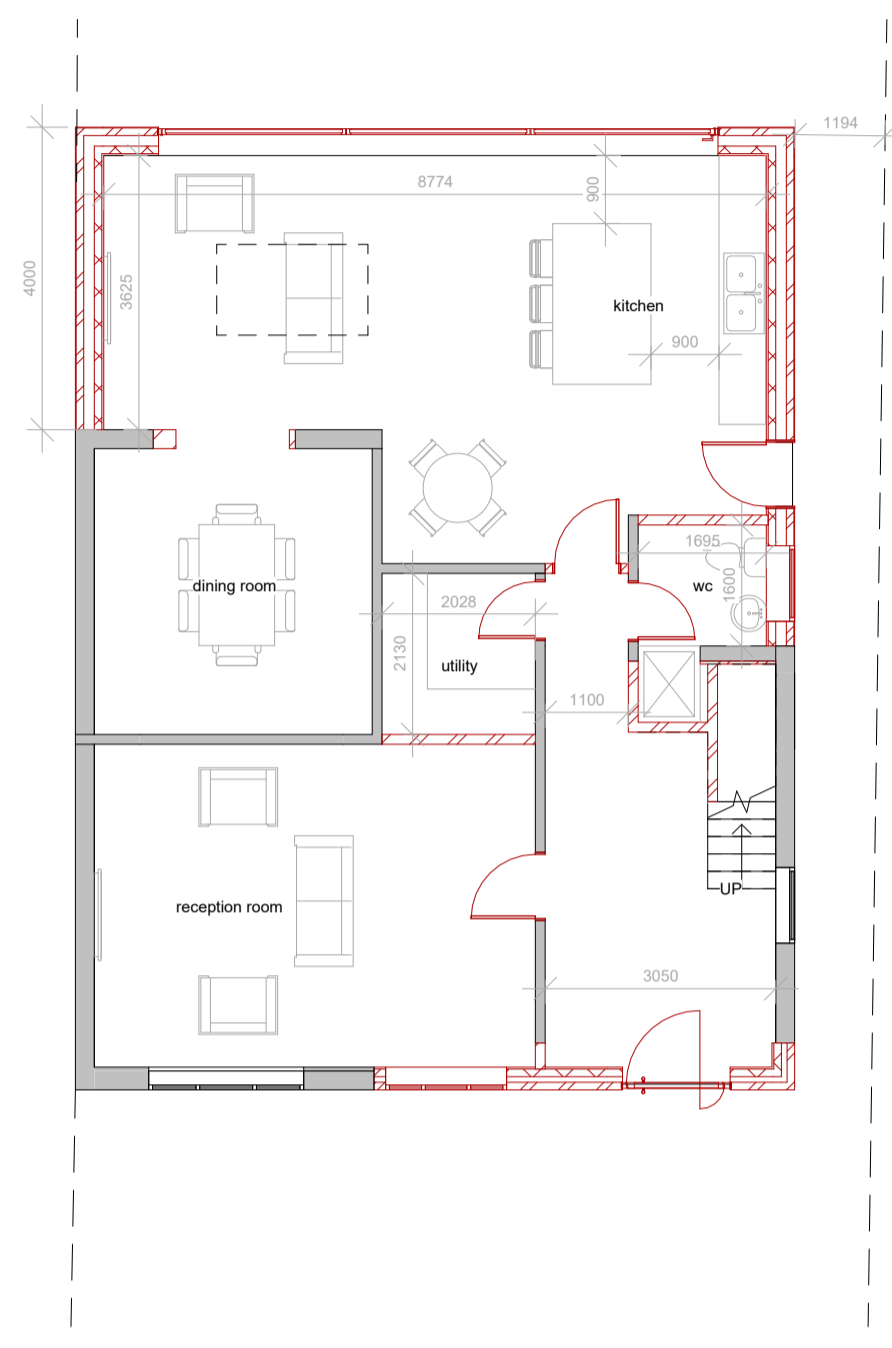 1194
8774
900
4000
3625
kitchen
900
1695
dining room
wc
1600
2028
2130
utility
1100
UP
reception room
3050